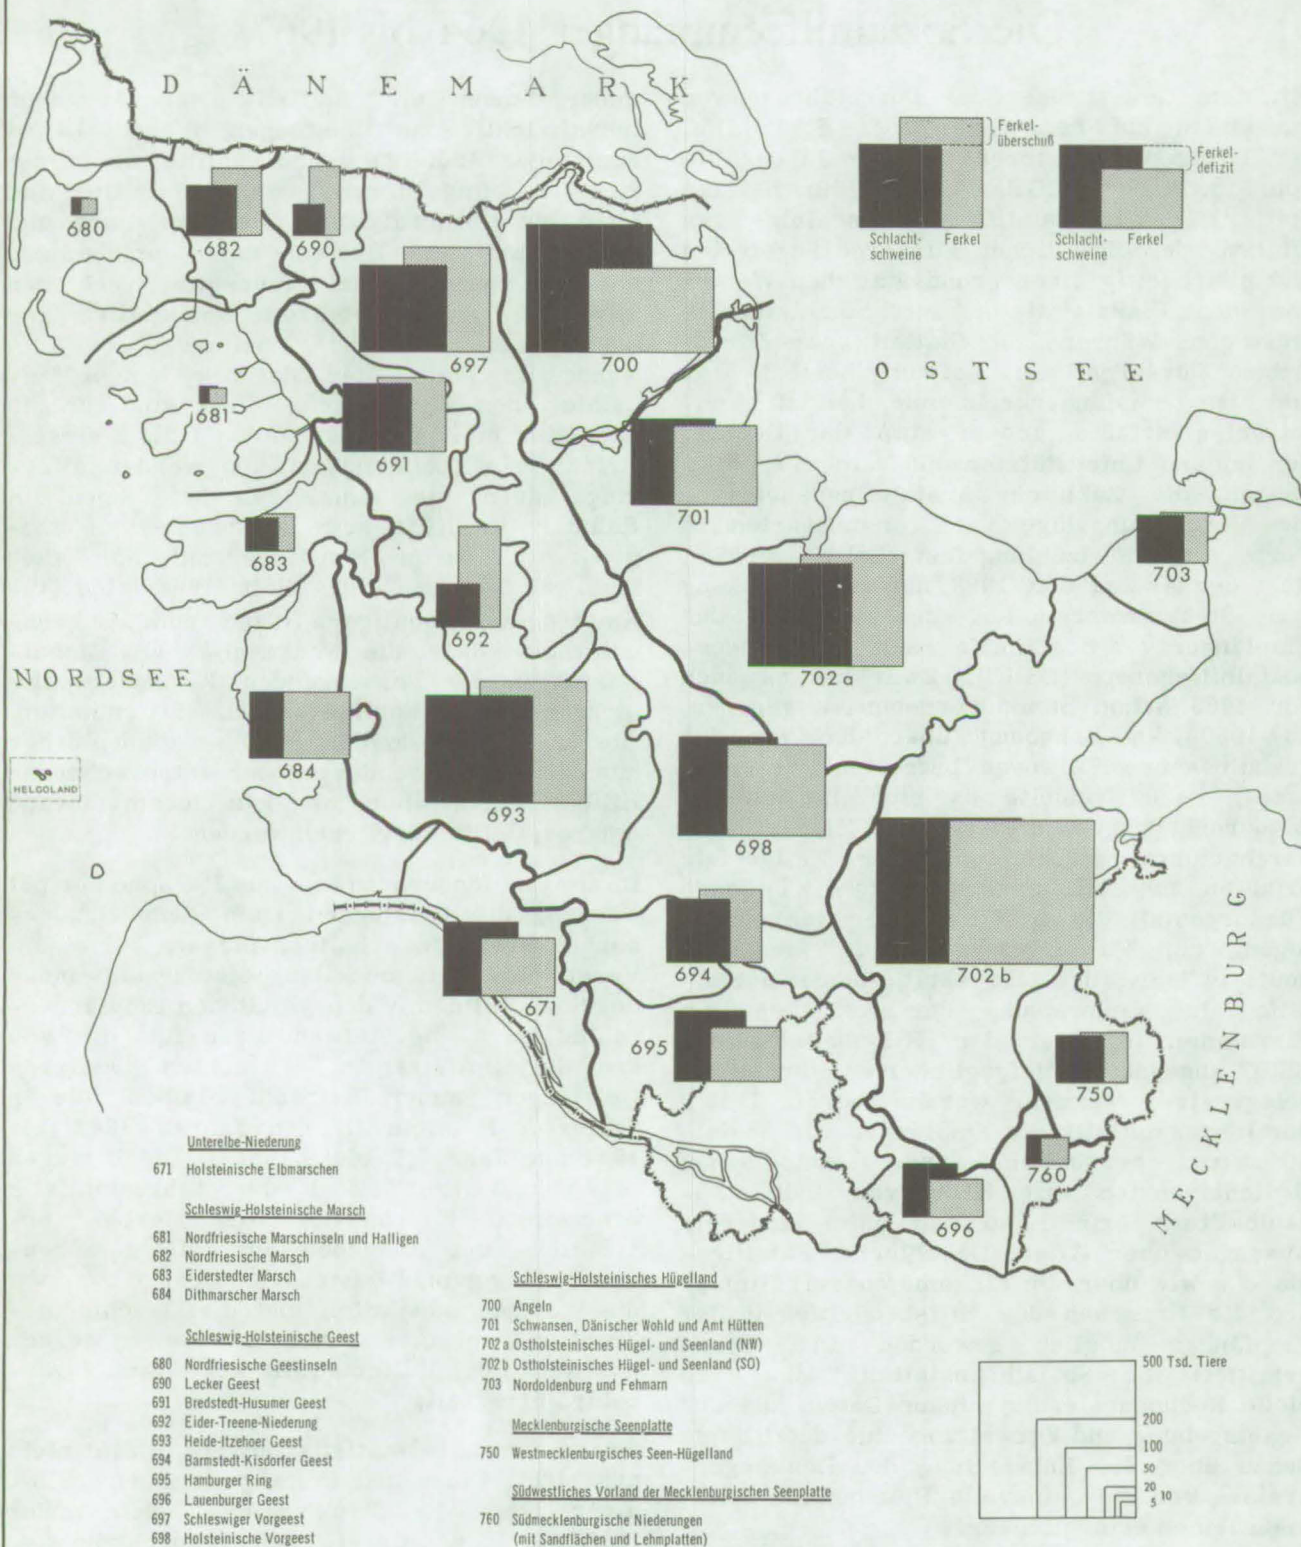 DÄNEMARK
Ferkel-
überschuß
Ferkel-
defizit
Schlacht-
schweine
Ferkel
Schlacht-
schweine
Ferkel
680
682
690
697
700
OSTSEE
681
691
701
683
703
692
702a
NORDSEE
684
HELGOLAND
693
698
702b
694
671
695
750
760
696
MECKLENBURG
Unterelbe-Niederung
671 Holsteinische Elbmarschen
Schleswig-Holsteinische Marsch
681 Nordfriesische Marschinseln und Halligen
682 Nordfriesische Marsch
683 Eiderstedter Marsch
684 Dithmarscher Marsch
Schleswig-Holsteinische Geest
680 Nordfriesische Geestinseln
690 Lecker Geest
691 Bredstedt-Husumer Geest
692 Eider-Treene-Niederung
693 Heide-Itzehoer Geest
694 Barmstedt-Kisdorfer Geest
695 Hamburger Ring
696 Lauenburger Geest
697 Schleswiger Vorgeest
698 Holsteinische Vorgeest
Schleswig-Holsteinisches Hügelland
700 Angeln
701 Schwansen, Dänischer Wohld und Amt Hütten
702a Ostholsteinisches Hügel- und Seenland (NW)
702b Ostholsteinisches Hügel- und Seenland (SO)
703 Nordoldenburg und Fehmarn
Mecklenburgische Seenplatte
750 Westmecklenburgisches Seen-Hügelland
Südwestliches Vorland der Mecklenburgischen Seenplatte
760 Südmecklenburgische Niederungen
(mit Sandflächen und Lehmplatten)
500 Tsd. Tiere
200
100
50
20
10
5